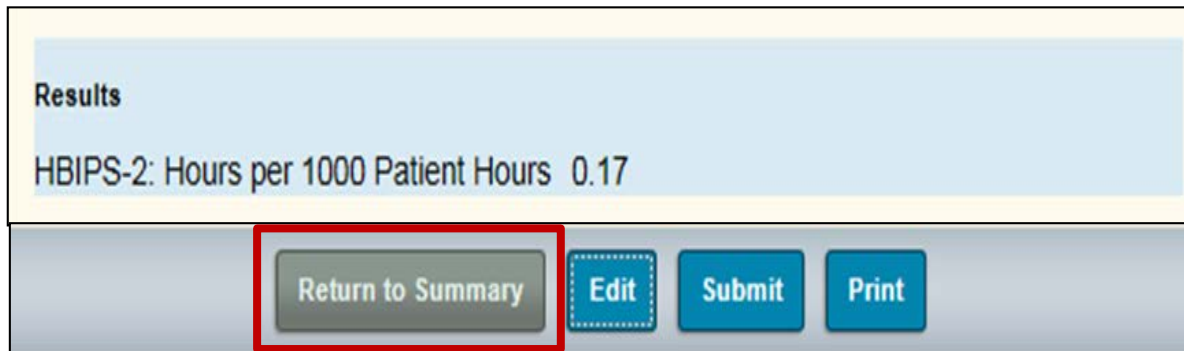 Results
HBIPS-2: Hours per 1000 Patient Hours 0.17
Return to Summary Edit Submit Print